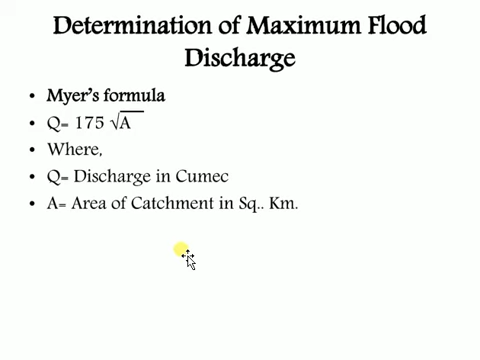 Determination of Maximum Flood
Discharge
• Myer's formula
• Q= 175 √A
• Where,
• Q= Discharge in Cumec
• A= Area of Catchment in Sq.. Km.